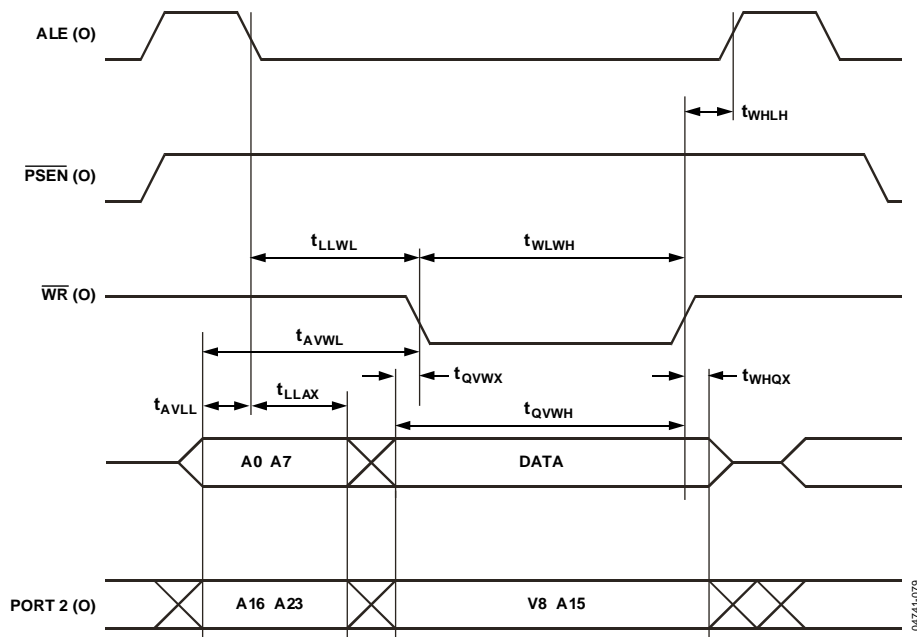 ALE (O)
tWHLH
PSEN (O)
tLLWL
tWLWH
WR (O)
tAVWL
tQVWX
tWHQX
tLLAX
tAVLL
tQVWH
A0 A7
DATA
PORT 2 (O)
A16 A23
V8 A15
04741-079